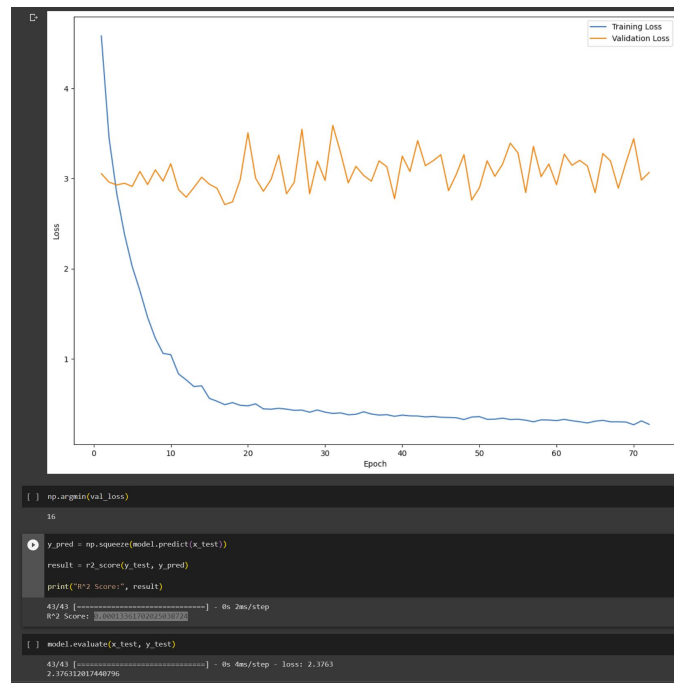 Training Loss
Validation Loss
4
3
2
1
Loss
0
10
20
30
40
50
60
70
Epoch
[ ] np.argmin(val_loss)
16
y_pred = np.squeeze(model.predict(x_test))
result = r2_score(y_test, y_pred)
print("R^2 Score:", result)
43/43 [==============================] - 0s 2ms/step
R^2 Score:
[ ] model.evaluate(x_test, y_test)
43/43 [==============================] - 0s 4ms/step - loss: 2.3763
2.376312017440796